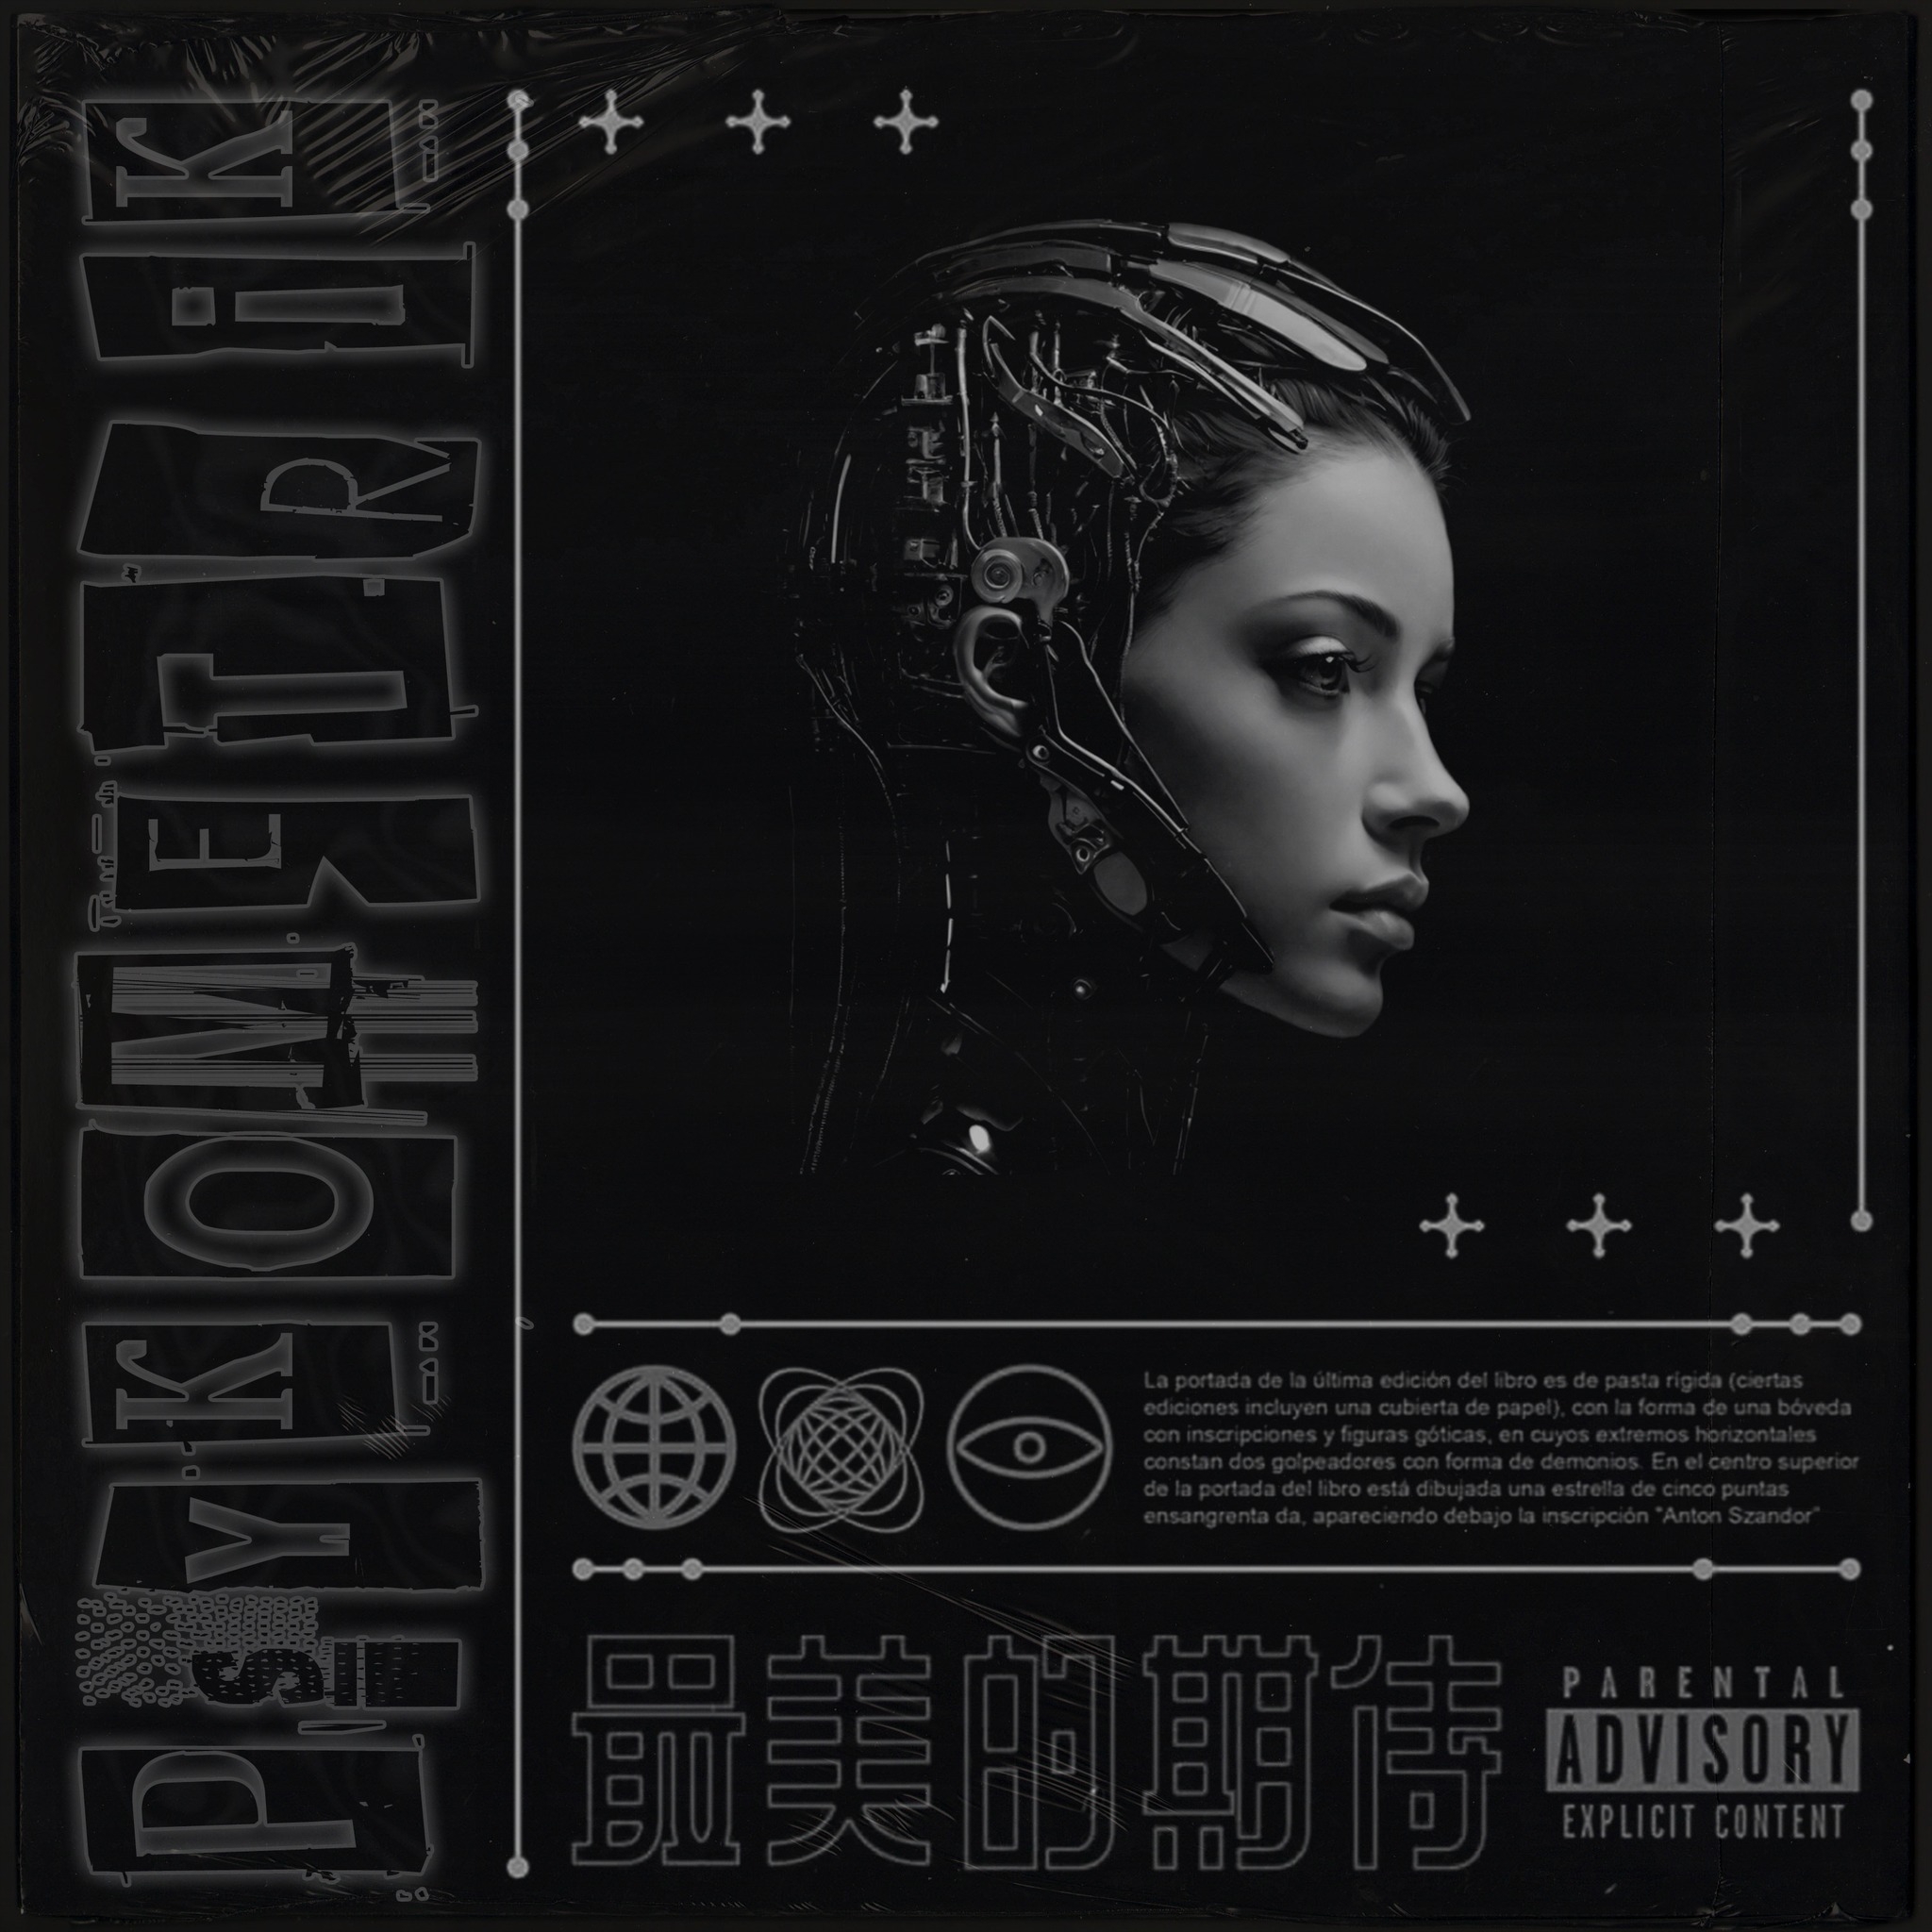 PSYKOMETRiK
La portada de la última edición del libro es de pasta rígida (ciertas
ediciones incluyen una cubierta de papel), con la forma de una bóveda
con inscripciones y figuras góticas, en cuyos extremos horizontales
constan dos golpeadores con forma de demonios. En el centro superior
de la portada del libro está dibujada una estrella de cinco puntas
ensangrenta da, apareciendo debajo la inscripción "Anton Szandor"
最美的期待
PARENTAL
ADVISORY
EXPLICIT CONTENT